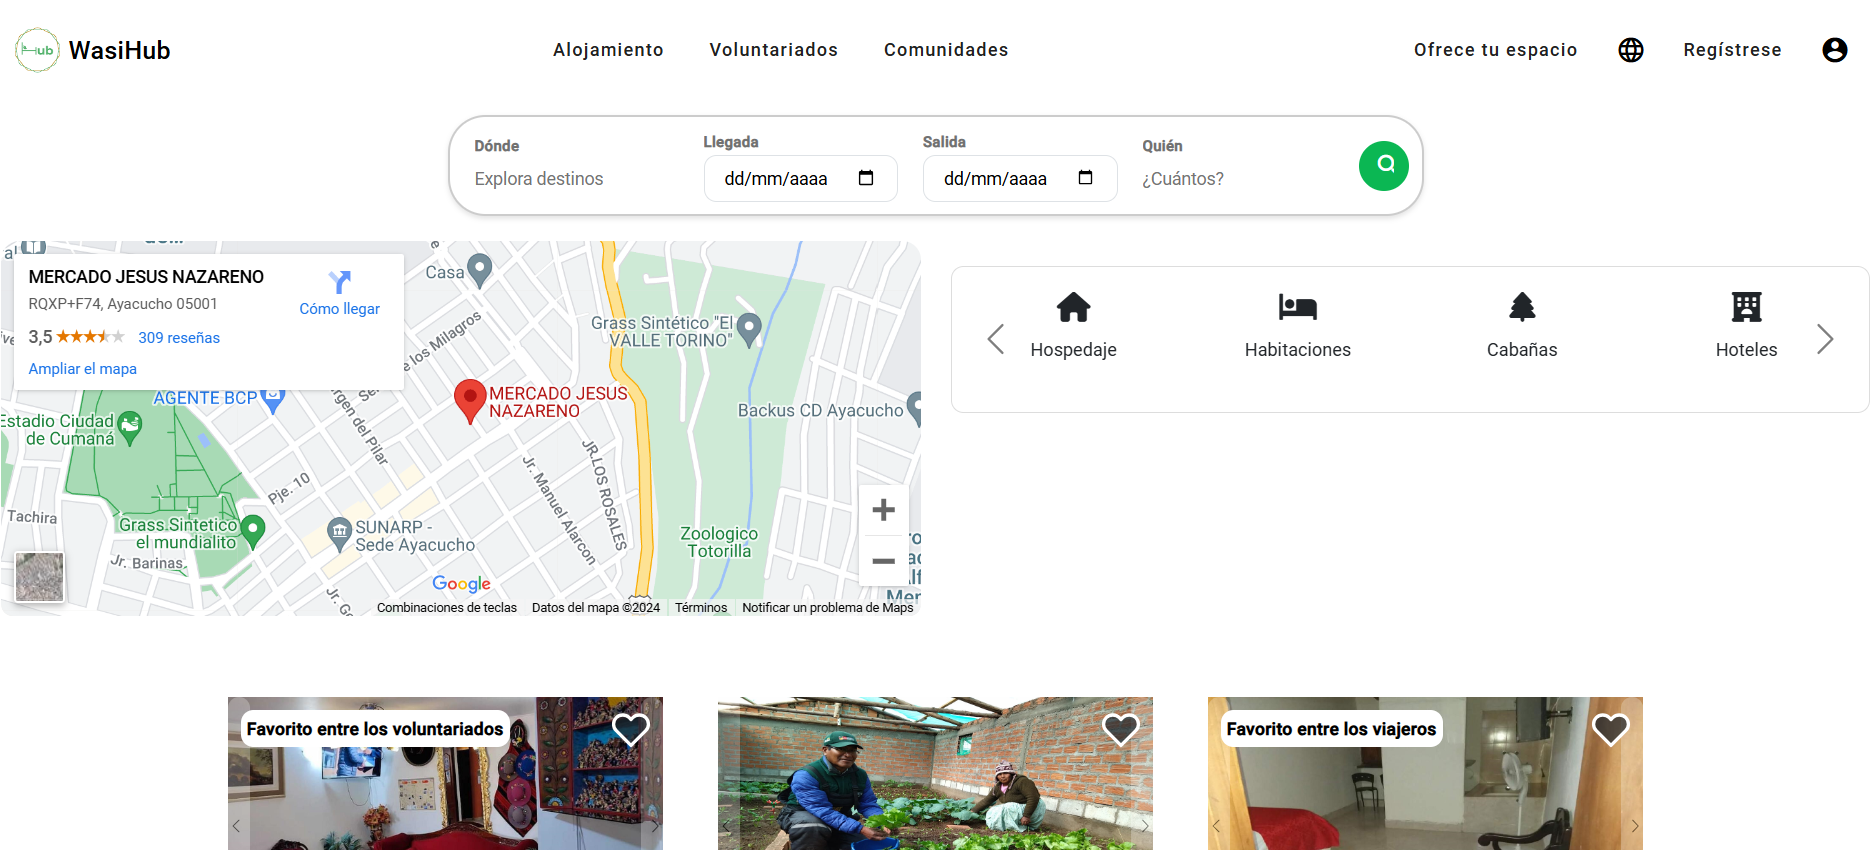 Hub WasiHub
Alojamiento Voluntariados Comunidades
Ofrece tu espacio Regístrese
Dónde
Explora destinos
Llegada
dd/mm/aaaa
Salida
dd/mm/aaaa
Quién
¿Cuántos?
MERCADO JESUS NAZARENO
RQXP+F74, Ayacucho 05001
3,5 309 reseñas
Ampliar el mapa
Cómo llegar
Casa
Grass Sintético "El
VALLE TORINO"
los Milagros
MERCADO JESUS
NAZARENO
AGENTE BCP
Backus CD Ayacucho
Estadio Ciudad
de Cumaná
Virgen del Pilar
JR.LOS ROSALES
Jr. Manuel Alarcon
Pje. 10
Tachira
Grass Sintetico
el mundialito
Jr. Barinas
SUNARP -
Sede Ayacucho
Zoologico
Totorilla
Google
Combinaciones de teclas Datos del mapa ©2024 Términos Notificar un problema de Maps
Hospedaje
Habitaciones
Cabañas
Hoteles
Favorito entre los voluntariados
Favorito entre los viajeros